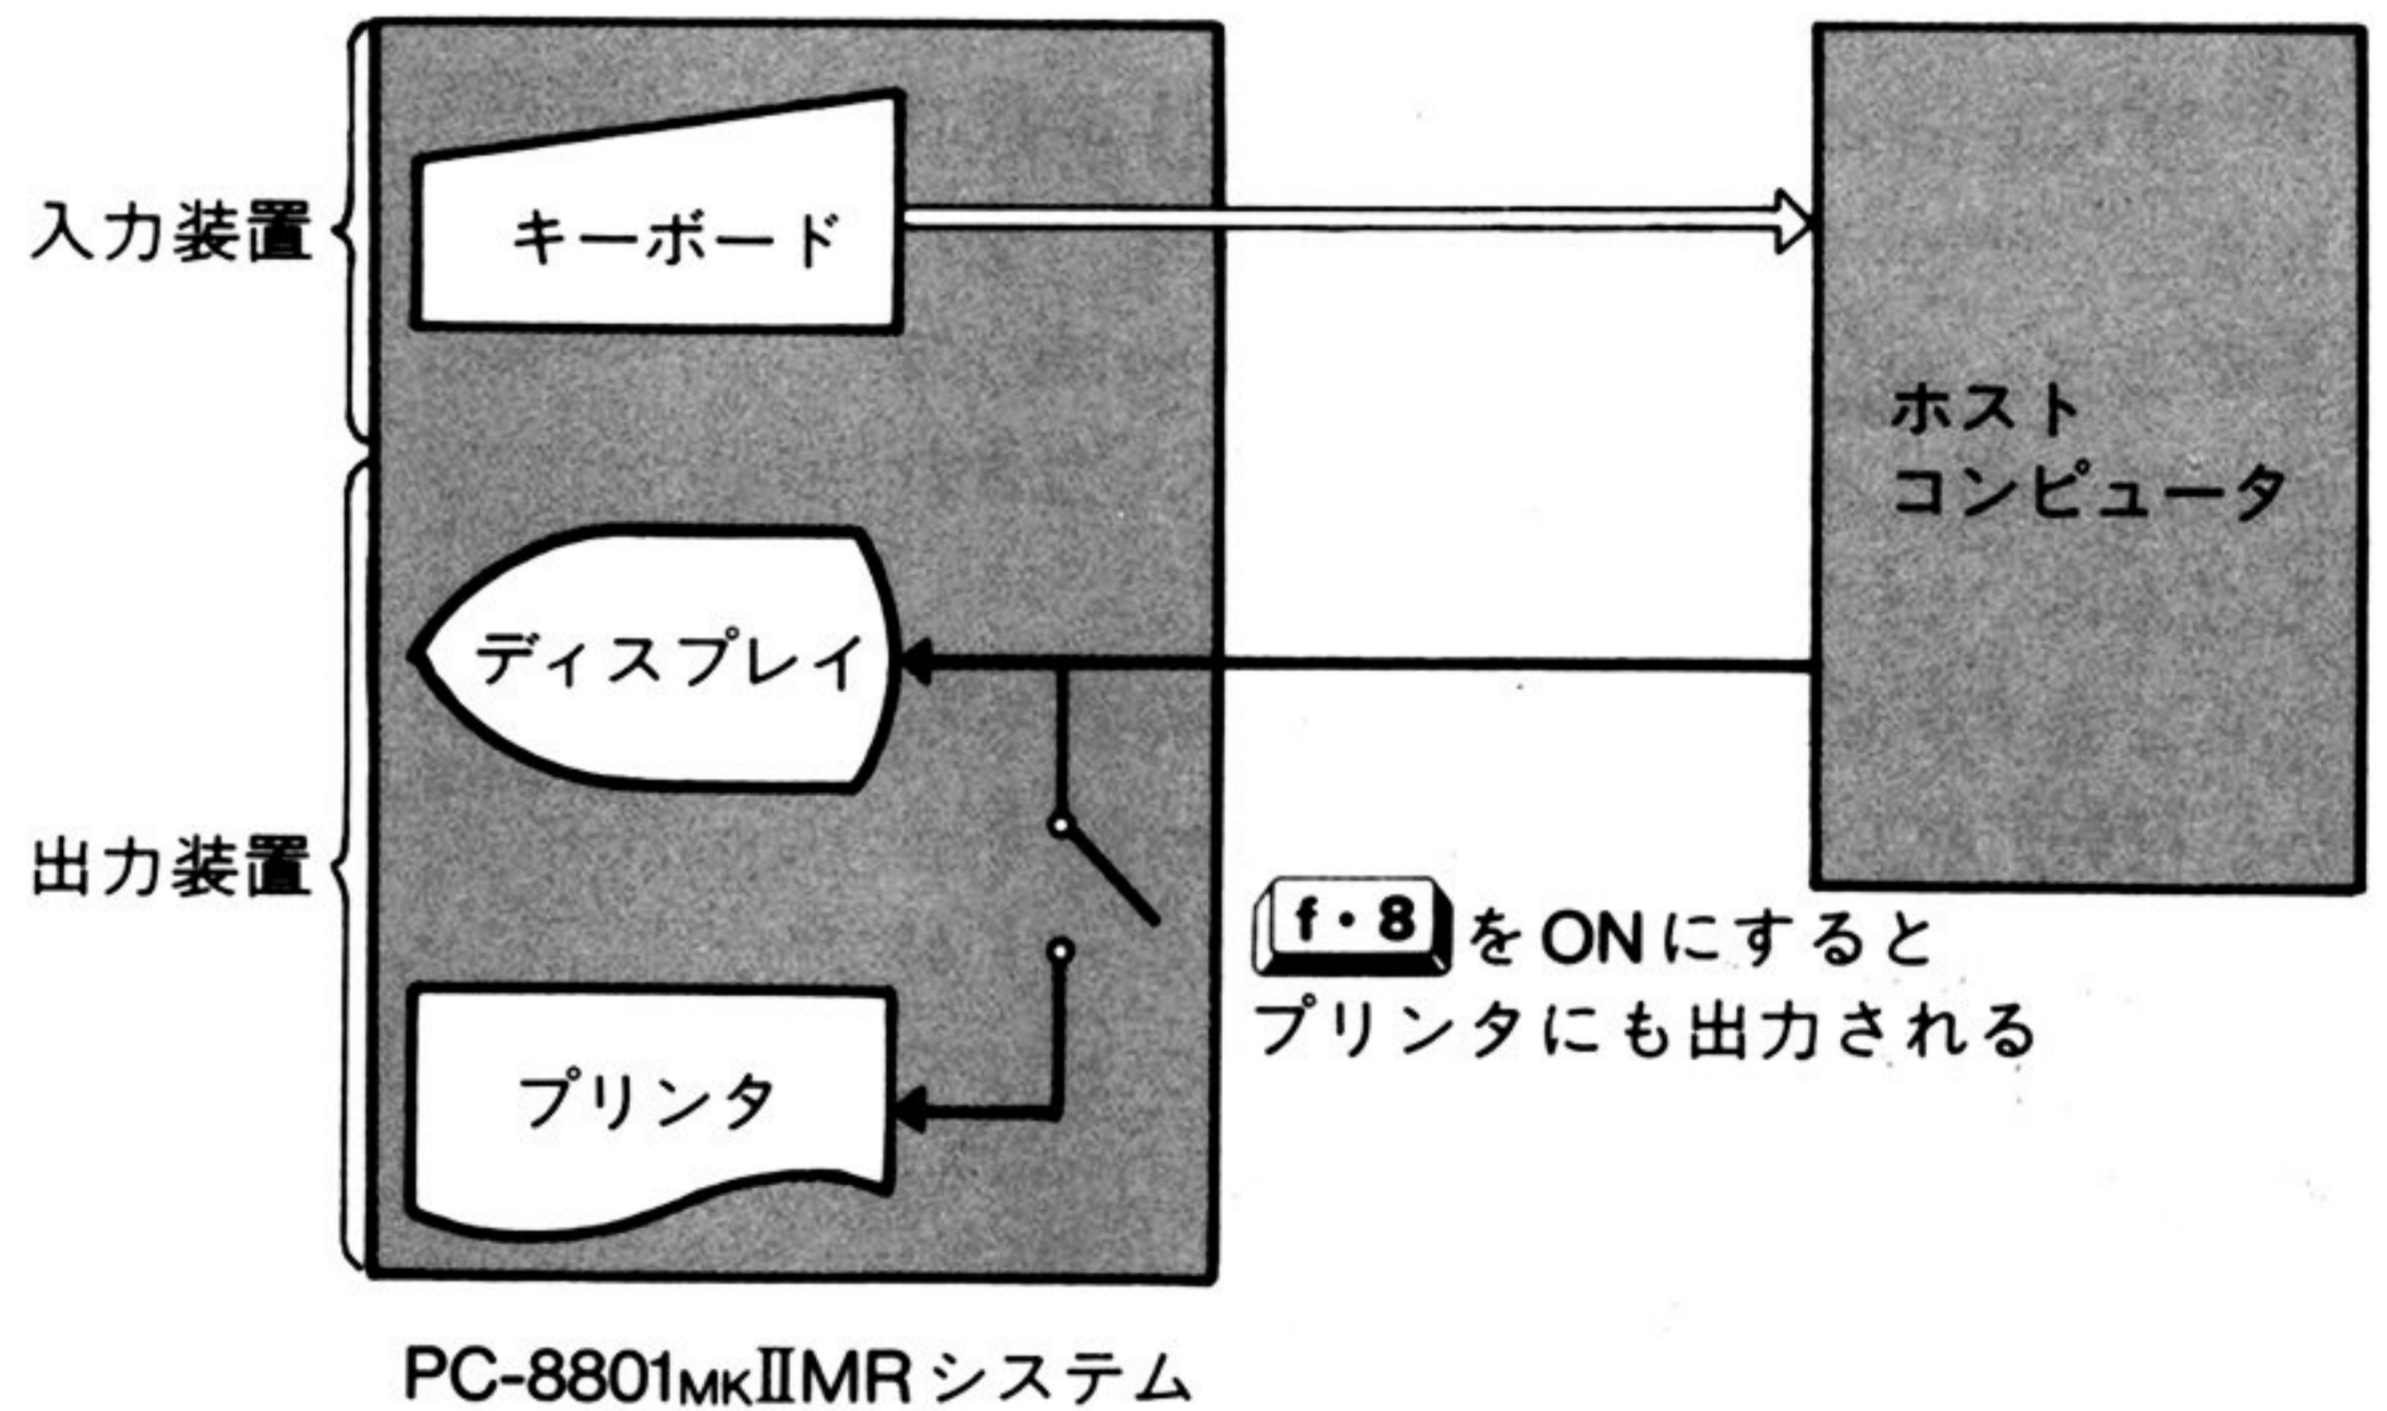 入力装置
キーボード
ホスト
コンピュータ
ディスプレイ
出力装置
f・8 をONにすると
プリンタにも出力される
プリンタ
PC-8801MKⅡMR システム